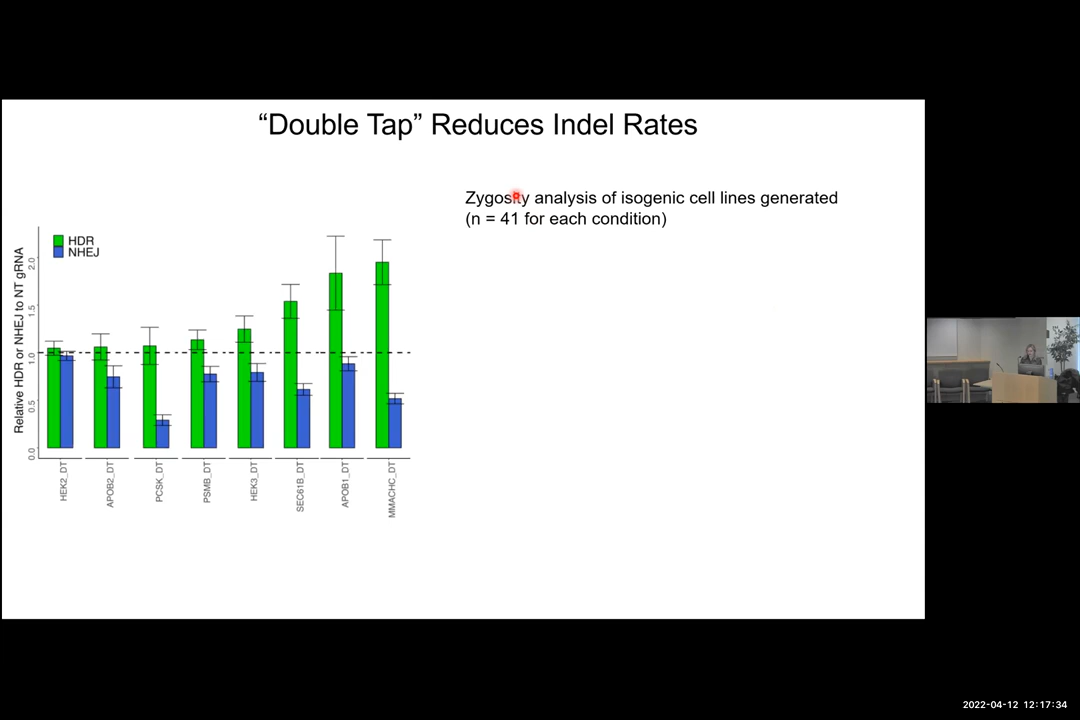 “Double Tap” Reduces Indel Rates
Zygosity analysis of isogenic cell lines generated
(n = 41 for each condition)
HDR
NHEJ
Relative HDR or NHEJ to NT gRNA
2.0
1.5
1.0
0.5
0.0
HEK2_DT
APOB2_DT
PCSK_DT
PSMB_DT
HEK3_DT
SEC61B_DT
APOB1_DT
MMACHC_DT
2022-04-12 12:17:34